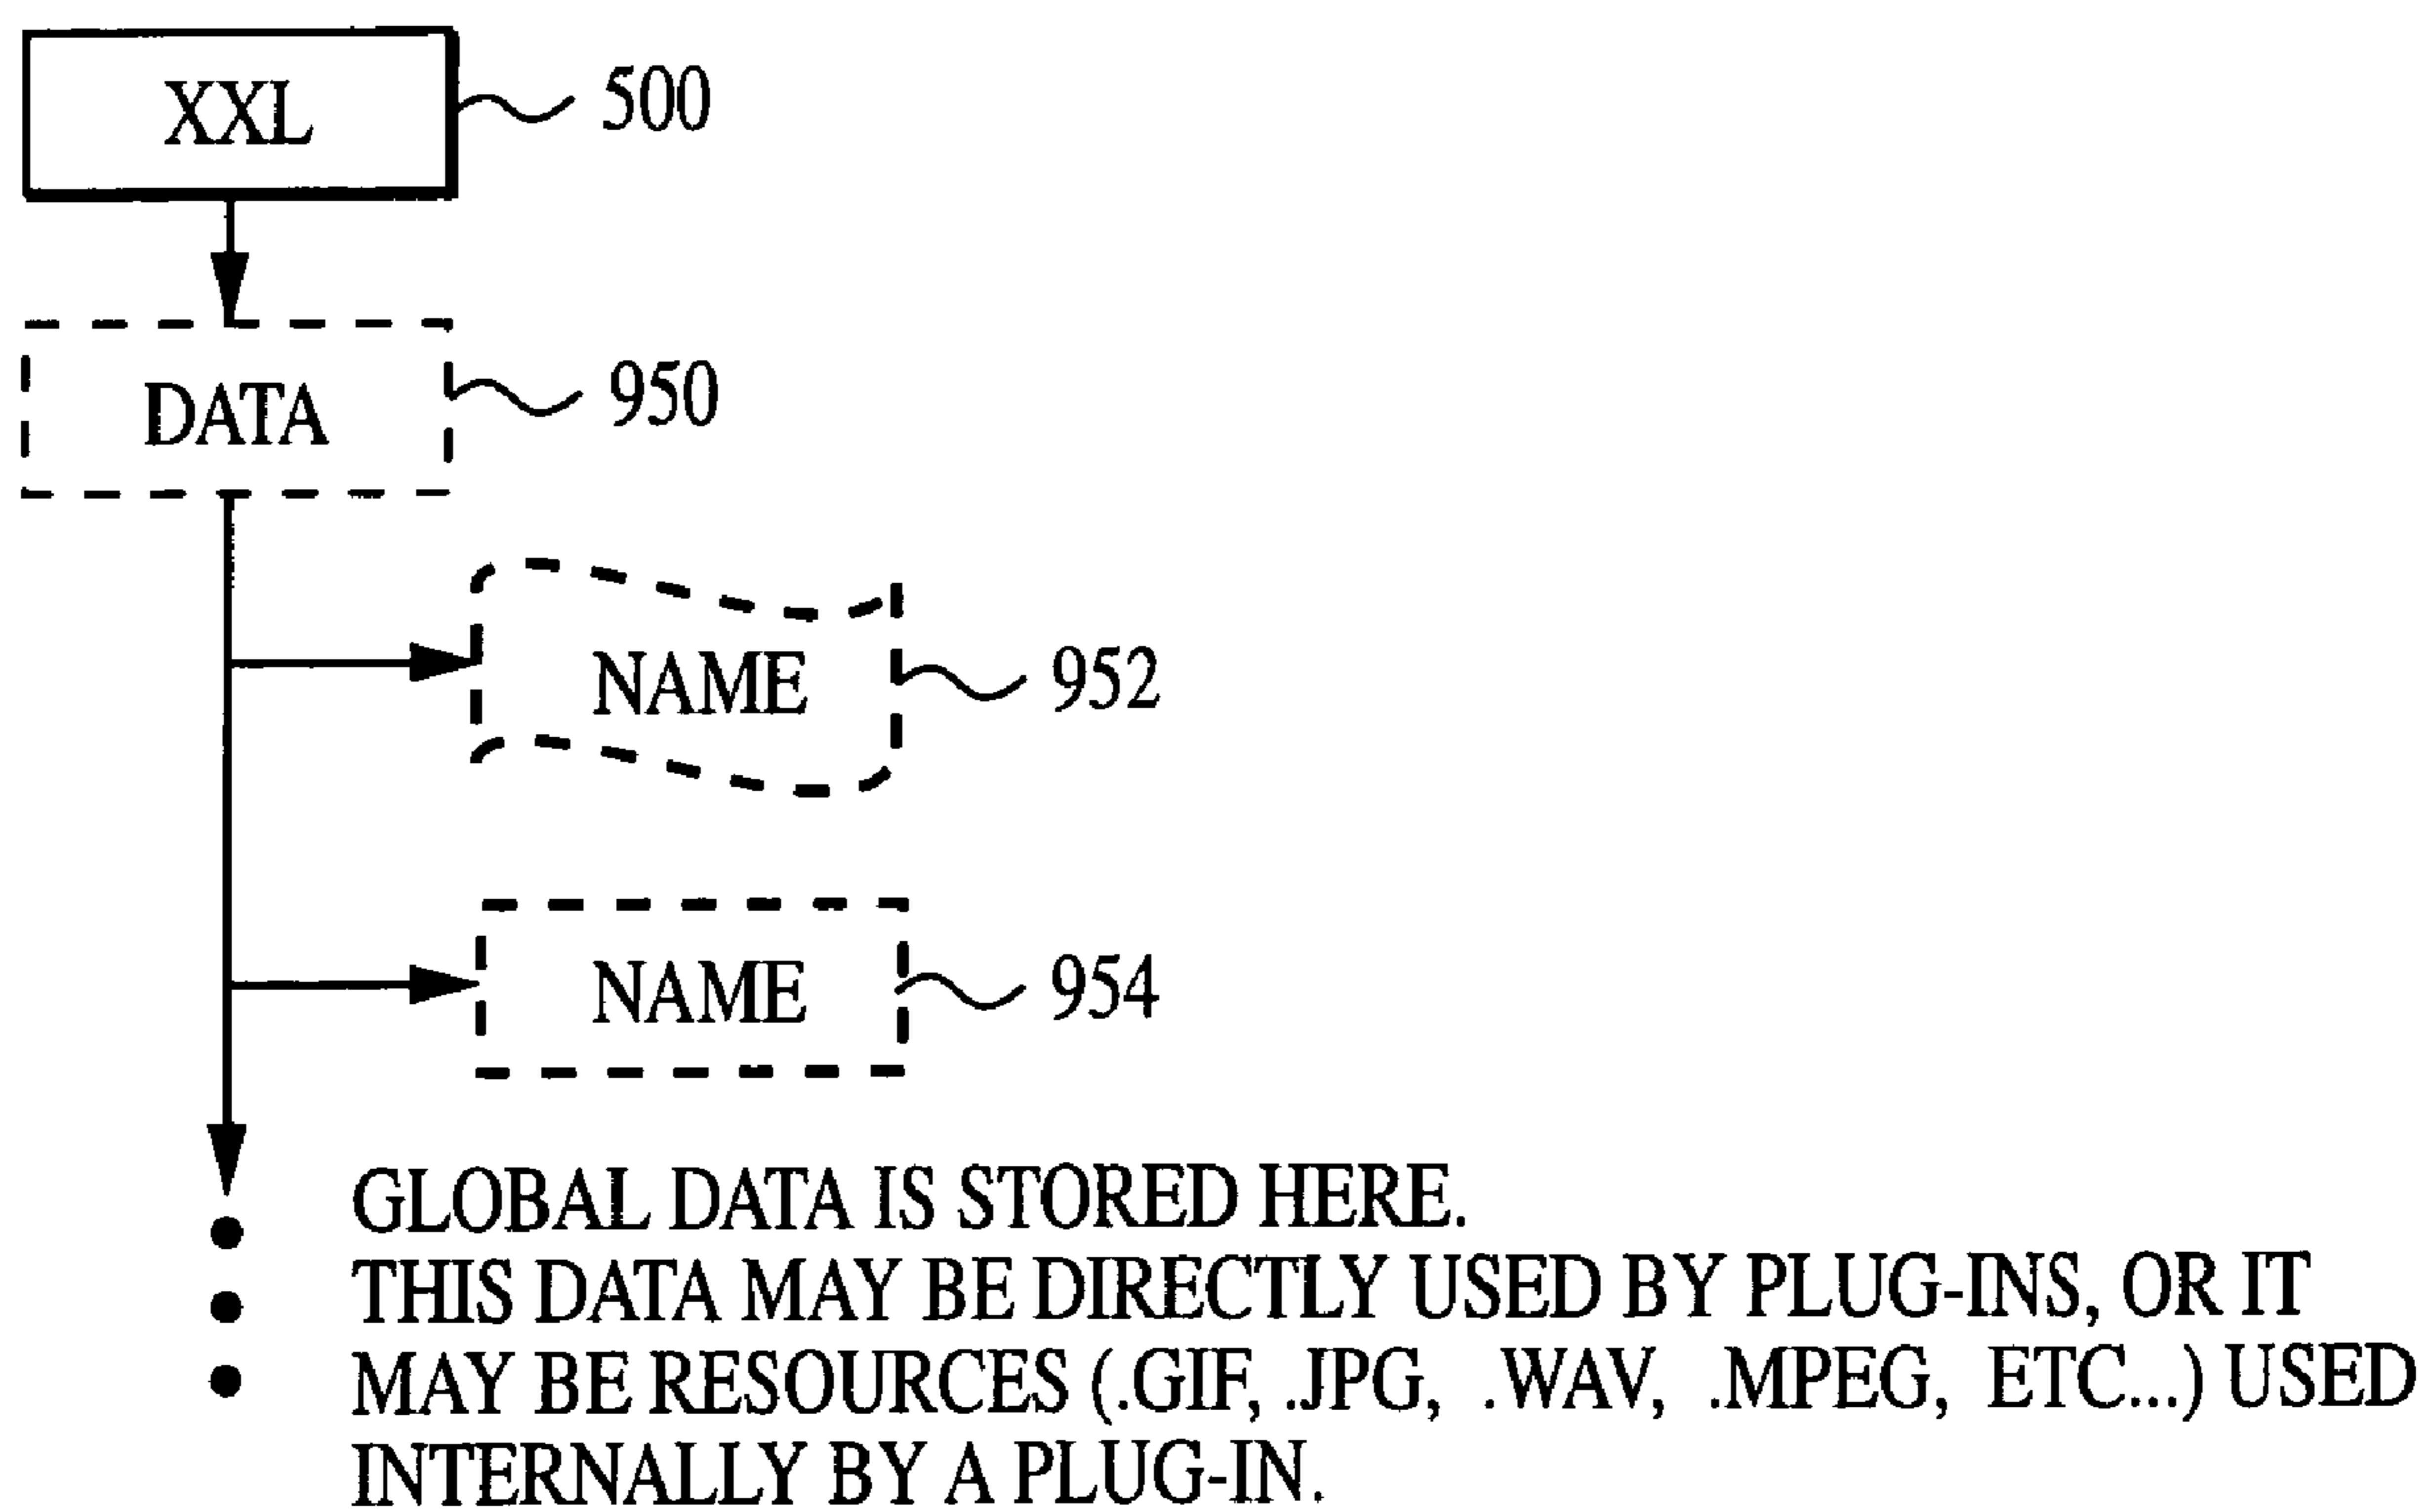 XXL
500
DATA
950
NAME
952
NAME
954
GLOBAL DATA IS STORED HERE.
THIS DATA MAY BE DIRECTLY USED BY PLUG-INS, OR IT
MAY BE RESOURCES (.GIF, .JPG, .WAV, .MPEG, ETC...) USED
INTERNALLY BY A PLUG-IN.